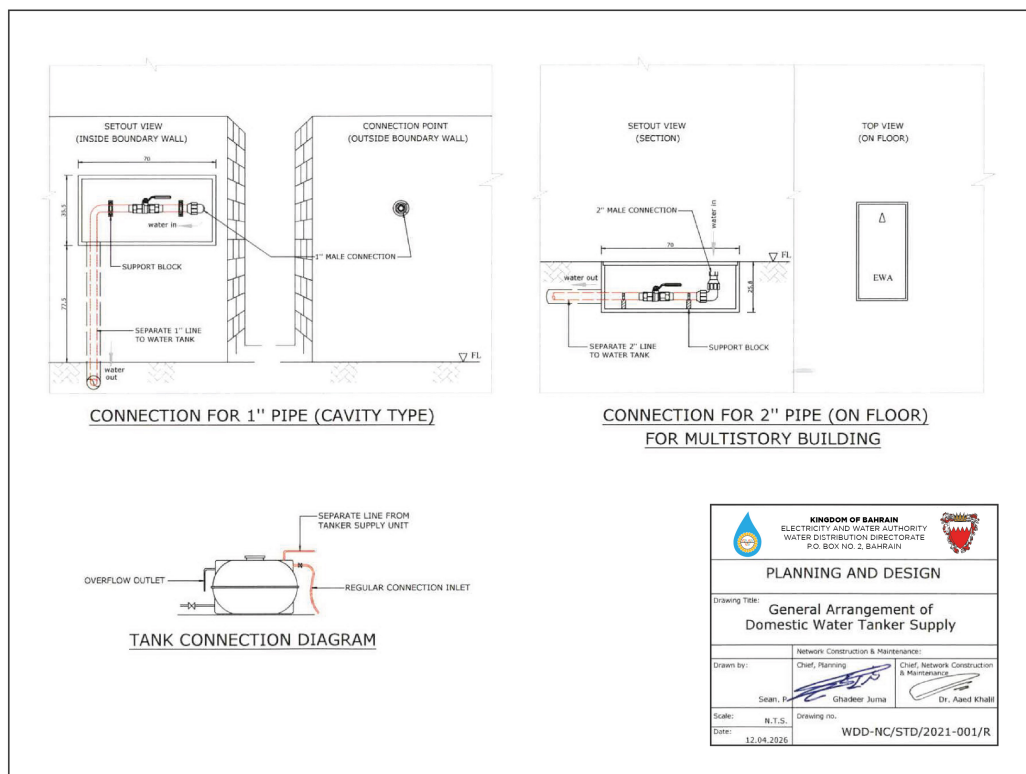 SETOUT VIEW
(INSIDE BOUNDARY WALL)
70
35.5
water in
SUPPORT BLOCK
77.5
SEPARATE 1'' LINE
TO WATER TANK
water
out
CONNECTION POINT
(OUTSIDE BOUNDARY WALL)
1'' MALE CONNECTION
FL
CONNECTION FOR 1'' PIPE (CAVITY TYPE)
SETOUT VIEW
(SECTION)
2'' MALE CONNECTION
water in
70
FL
water out
25.8
SEPARATE 2'' LINE
TO WATER TANK
SUPPORT BLOCK
TOP VIEW
(ON FLOOR)
EWA
CONNECTION FOR 2'' PIPE (ON FLOOR)
FOR MULTISTORY BUILDING
SEPARATE LINE FROM
TANKER SUPPLY UNIT
OVERFLOW OUTLET
REGULAR CONNECTION INLET
TANK CONNECTION DIAGRAM
KINGDOM OF BAHRAIN
ELECTRICITY AND WATER AUTHORITY
WATER DISTRIBUTION DIRECTORATE
P.O. BOX NO. 2, BAHRAIN
PLANNING AND DESIGN
Drawing Title:
General Arrangement of
Domestic Water Tanker Supply
Network Construction & Maintenance:
Drawn by:
Sean. P
Chief, Planning
Ghadeer Juma
Chief, Network Construction
& Maintenance
Dr. Aaed Khalil
Scale:
N.T.S.
Date:
12.04.2026
Drawing no.
WDD-NC/STD/2021-001/R